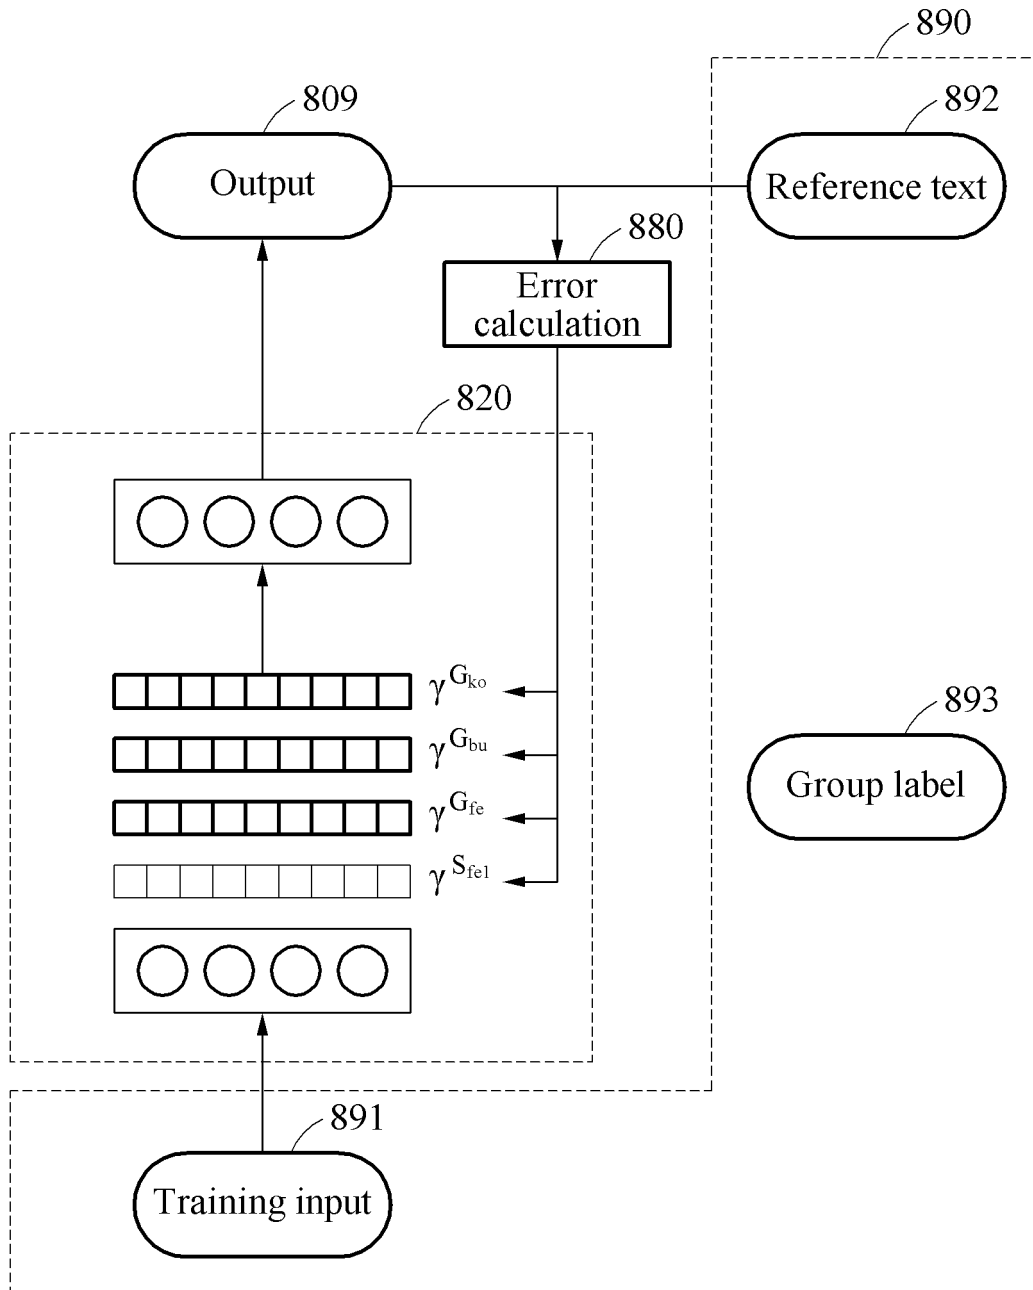 890
809
892
Output
Reference text
880
Error
calculation
820
γ^G_ko
γ^G_bu
893
Group label
γ^G_fe
γ^S_fe1
891
Training input